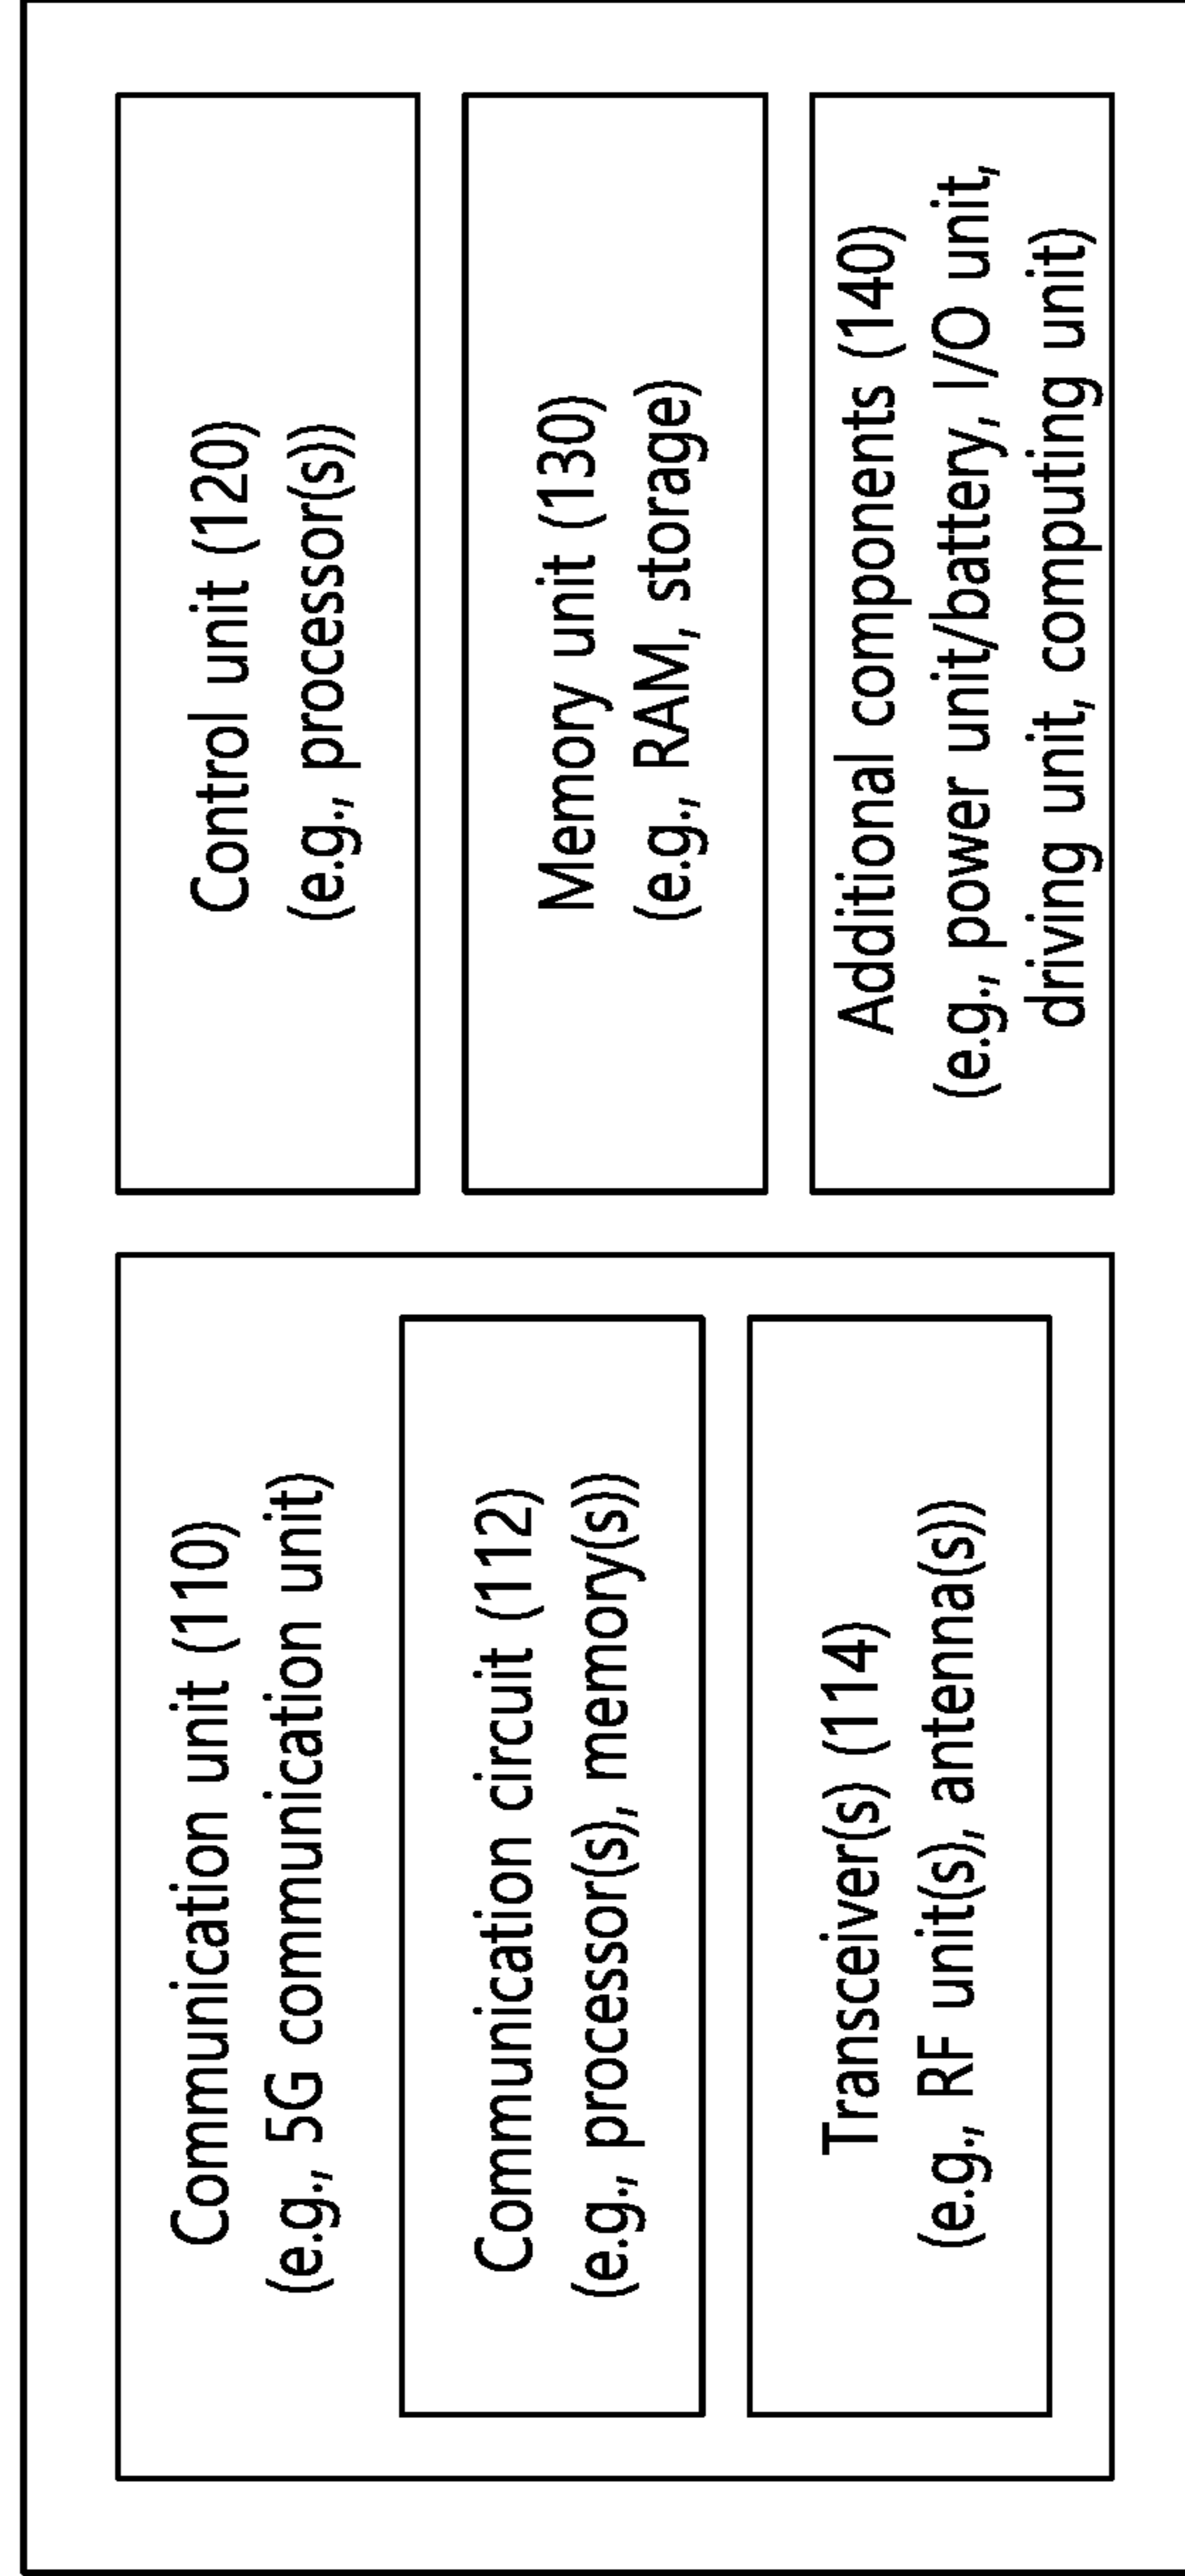 Communication unit (110)
(e.g., 5G communication unit)
Communication circuit (112)
(e.g., processor(s), memory(s))
Transceiver(s) (114)
(e.g., RF unit(s), antenna(s))
Control unit (120)
(e.g., processor(s))
Memory unit (130)
(e.g., RAM, storage)
Additional components (140)
(e.g., power unit/battery, I/O unit,
driving unit, computing unit)